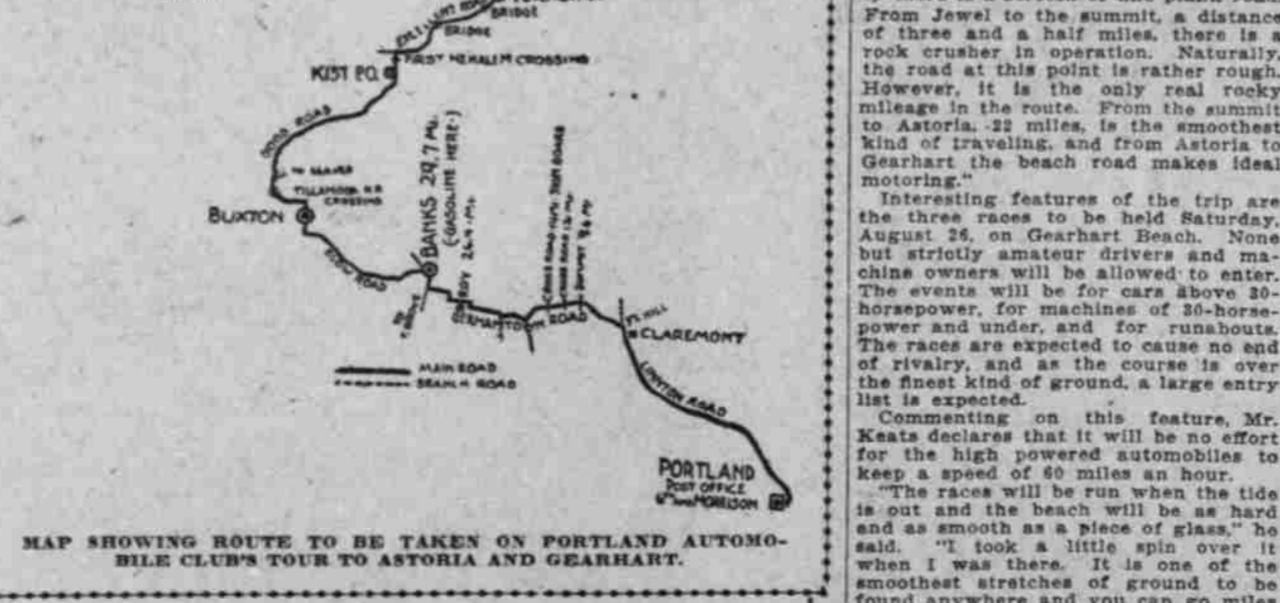 BRIDGE
BRIDGE
FIRST NEHALEM CROSSING
KIST P.O.
GOOD ROAD
TILLAMOOK R.R.
CROSSING
BUXTON
BANKS 29.7 Mi.
(GASOLINE HERE.)
26.9 Mi.
ROAD
GERMANTOWN ROAD
CLAREMONT
MAIN ROAD
BRANCH ROAD
LINNTON ROAD
PORTLAND
POST OFFICE
6TH AND MORRISON
MAP SHOWING ROUTE TO BE TAKEN ON PORTLAND AUTOMO-
BILE CLUB'S TOUR TO ASTORIA AND GEARHART.
From Jewel to the summit, a distance
of three and a half miles, there is a
rock crusher in operation. Naturally,
the road at this point is rather rough.
However, it is the only real rocky
mileage in the route. From the summit
to Astoria, 22 miles, is the smoothest
kind of traveling, and from Astoria to
Gearhart the beach road makes ideal
motoring."
Interesting features of the trip are
the three races to be held Saturday,
August 26, on Gearhart Beach. None
but strictly amateur drivers and ma-
chine owners will be allowed to enter.
The events will be for cars above 30-
horsepower, for machines of 30-horse-
power and under, and for runabouts.
The races are expected to cause no end
of rivalry, and as the course is over
the finest kind of ground, a large entry
list is expected.
Commenting on this feature, Mr.
Keats declares that it will be no effort
for the high powered automobiles to
keep a speed of 60 miles an hour.
"The races will be run when the tide
is out and the beach will be as hard
and as smooth as a piece of glass," he
said. "I took a little spin over it
when I was there. It is one of the
smoothest stretches of ground to be
found anywhere and you can go miles